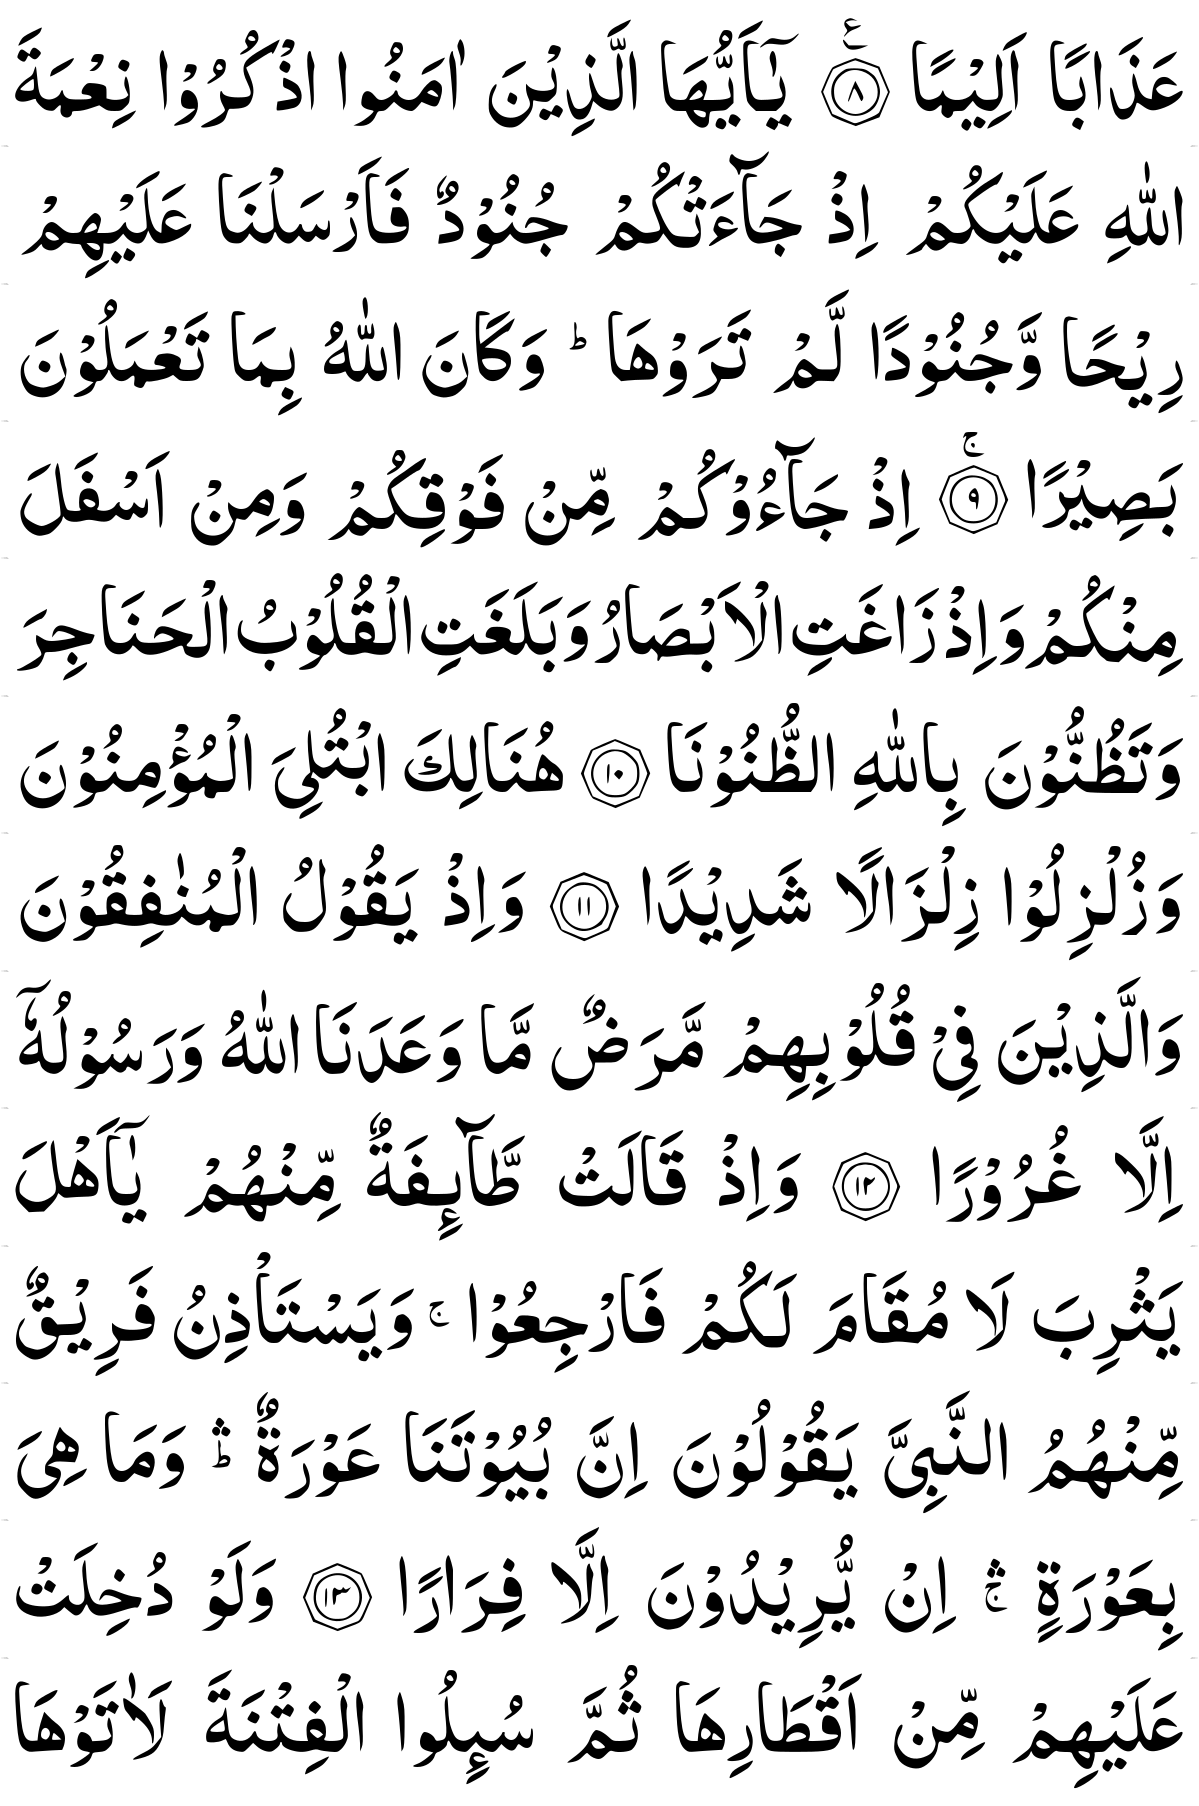 عَذَابًا اَلِيْمًا ۧ ﴿٨﴾ يٰۤاَيُّهَا الَّذِيْنَ اٰمَنُوا اذْكُرُوْا نِعْمَةَ
اللّٰهِ عَلَيْكُمْ اِذْ جَآءَتْكُمْ جُنُوْدٌ فَاَرْسَلْنَا عَلَيْهِمْ
رِيْحًا وَّجُنُوْدًا لَّمْ تَرَوْهَا ؕ وَكَانَ اللّٰهُ بِمَا تَعْمَلُوْنَ
بَصِيْرًا ۚ ﴿٩﴾ اِذْ جَآءُوْكُمْ مِّنْ فَوْقِكُمْ وَمِنْ اَسْفَلَ
مِنْكُمْ وَاِذْ زَاغَتِ الْاَبْصَارُ وَبَلَغَتِ الْقُلُوْبُ الْحَنَاجِرَ
وَتَظُنُّوْنَ بِاللّٰهِ الظُّنُوْنَا ﴿١٠﴾ هُنَالِكَ ابْتُلِىَ الْمُؤْمِنُوْنَ
وَزُلْزِلُوْا زِلْزَالًا شَدِيْدًا ﴿١١﴾ وَاِذْ يَقُوْلُ الْمُنٰفِقُوْنَ
وَالَّذِيْنَ فِىْ قُلُوْبِهِمْ مَّرَضٌ مَّا وَعَدَنَا اللّٰهُ وَرَسُوْلُهٗۤ
اِلَّا غُرُوْرًا ﴿١٢﴾ وَاِذْ قَالَتْ طَّآٮِٕفَةٌ مِّنْهُمْ يٰۤاَهْلَ
يَثْرِبَ لَا مُقَامَ لَكُمْ فَارْجِعُوْا ۚ وَيَسْتَاْذِنُ فَرِيْقٌ
مِّنْهُمُ النَّبِىَّ يَقُوْلُوْنَ اِنَّ بُيُوْتَنَا عَوْرَةٌ ۛؕ وَمَا هِىَ
بِعَوْرَةٍ ۛۚ اِنْ يُّرِيْدُوْنَ اِلَّا فِرَارًا ﴿١٣﴾ وَلَوْ دُخِلَتْ
عَلَيْهِمْ مِّنْ اَقْطَارِهَا ثُمَّ سُٮِٕلُوا الْفِتْنَةَ لَاٰتَوْهَا